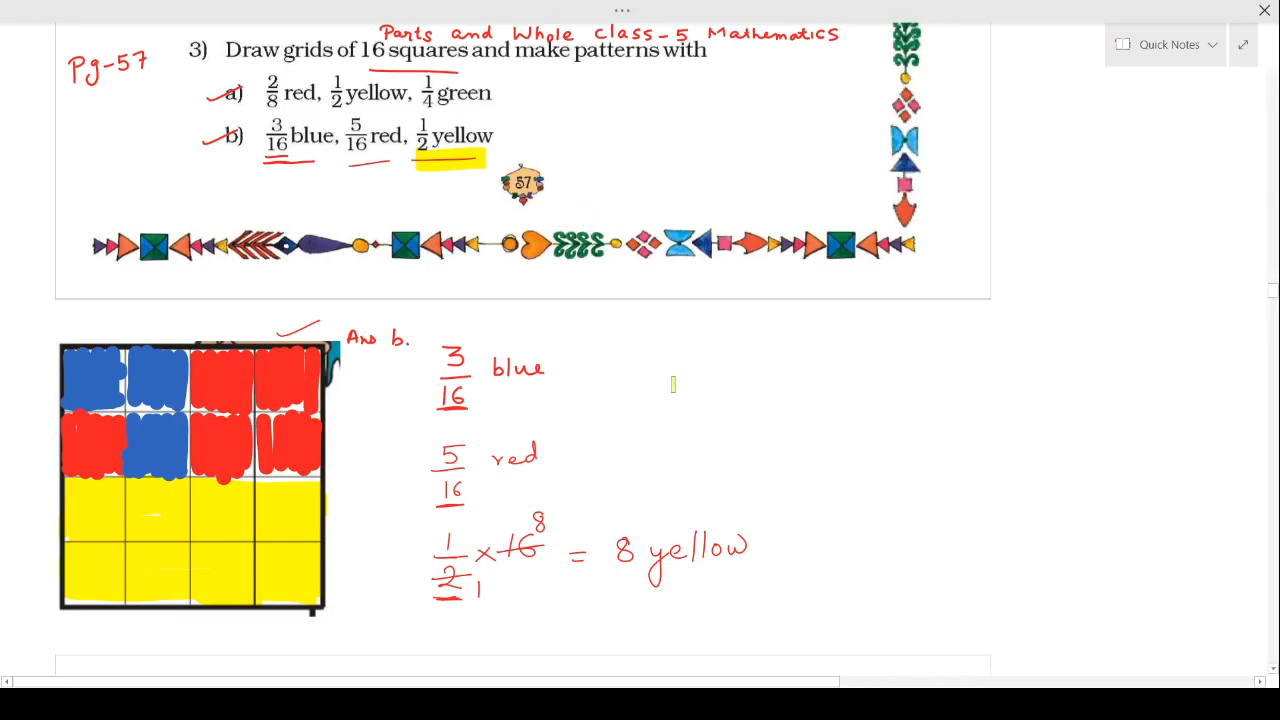 Quick Notes
Parts and Whole Class-5 Mathematics
Pg-57
3) Draw grids of 16 squares and make patterns with
a) 2/8 red, 1/2 yellow, 1/4 green
b) 3/16 blue, 5/16 red, 1/2 yellow
57
Ans b.
3/16 blue
5/16 red
1/2 × 16 8 = 8 yellow
1